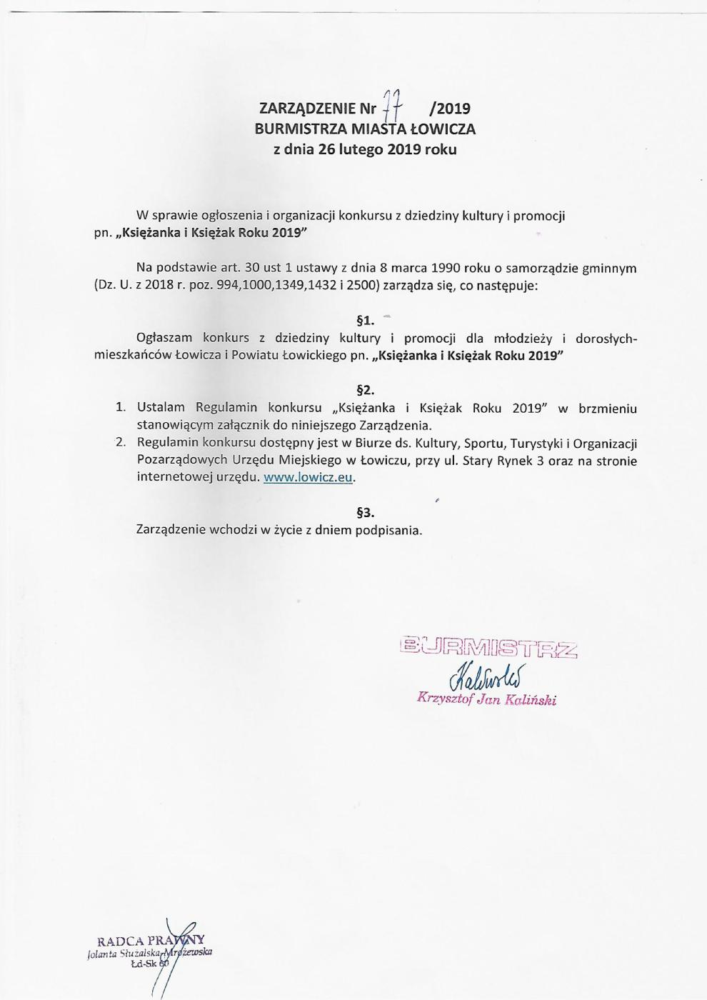 ZARZĄDZENIE Nr 77 /2019
BURMISTRZA MIASTA ŁOWICZA
z dnia 26 lutego 2019 roku
W sprawie ogłoszenia i organizacji konkursu z dziedziny kultury i promocji
pn. „Księżanka i Księżak Roku 2019”
Na podstawie art. 30 ust 1 ustawy z dnia 8 marca 1990 roku o samorządzie gminnym
(Dz. U. z 2018 r. poz. 994,1000,1349,1432 i 2500) zarządza się, co następuje:
§1.
Ogłaszam konkurs z dziedziny kultury i promocji dla młodzieży i dorosłych-
mieszkańców Łowicza i Powiatu Łowickiego pn. „Księżanka i Księżak Roku 2019”
§2.
1. Ustalam Regulamin konkursu „Księżanka i Księżak Roku 2019” w brzmieniu
stanowiącym załącznik do niniejszego Zarządzenia.
2. Regulamin konkursu dostępny jest w Biurze ds. Kultury, Sportu, Turystyki i Organizacji
Pozarządowych Urzędu Miejskiego w Łowiczu, przy ul. Stary Rynek 3 oraz na stronie
internetowej urzędu. www.lowicz.eu.
§3.
Zarządzenie wchodzi w życie z dniem podpisania.
BURMISTRZ
Krzysztof Jan Kaliński
RADCA PRAWNY
Jolanta Służalska-Mrożewska
Łd-Sk 60